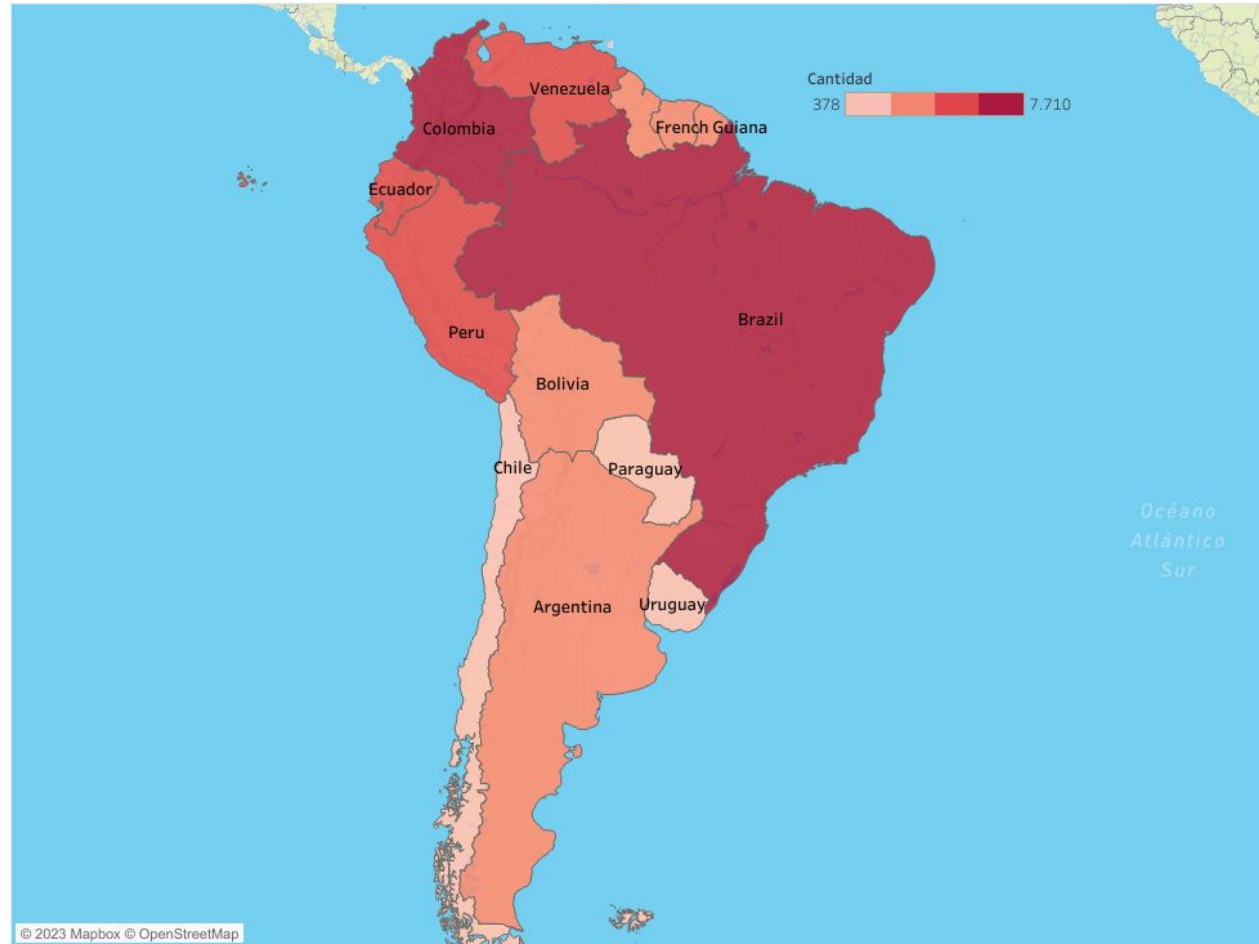 Cantidad
378
7.710
Venezuela
Colombia
French Guiana
Ecuador
Brazil
Peru
Bolivia
Chile
Paraguay
Océano
Atlántico
Sur
Argentina
Uruguay
© 2023 Mapbox © OpenStreetMap